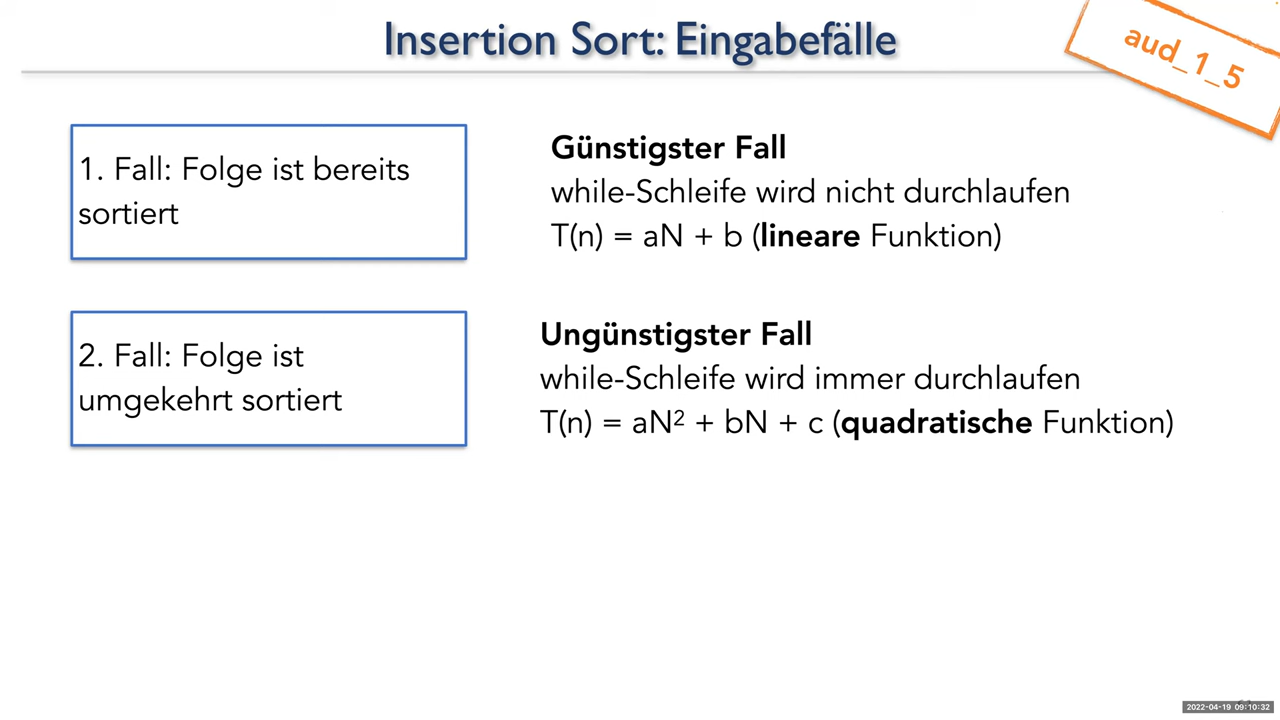 Insertion Sort: Eingabefälle
aud_1_5
1. Fall: Folge ist bereits
sortiert
Günstigster Fall
while-Schleife wird nicht durchlaufen
T(n) = aN + b (lineare Funktion)
2. Fall: Folge ist
umgekehrt sortiert
Ungünstigster Fall
while-Schleife wird immer durchlaufen
T(n) = aN² + bN + c (quadratische Funktion)
2022-04-19 09:10:32